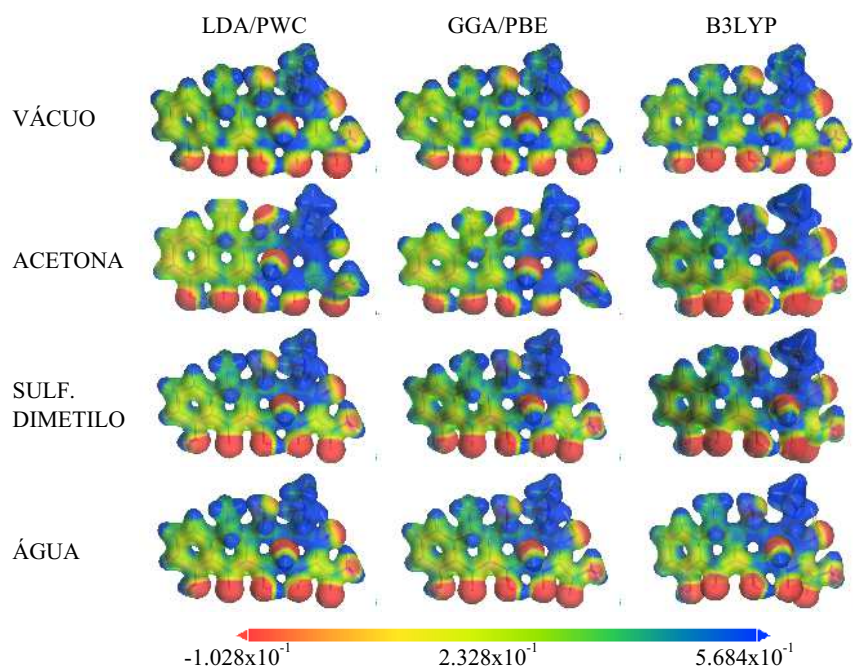 LDA/PWC GGA/PBE B3LYP
VÁCUO
ACETONA
SULF.
DIMETILO
ÁGUA
-1.028x10⁻¹ 2.328x10⁻¹ 5.684x10⁻¹